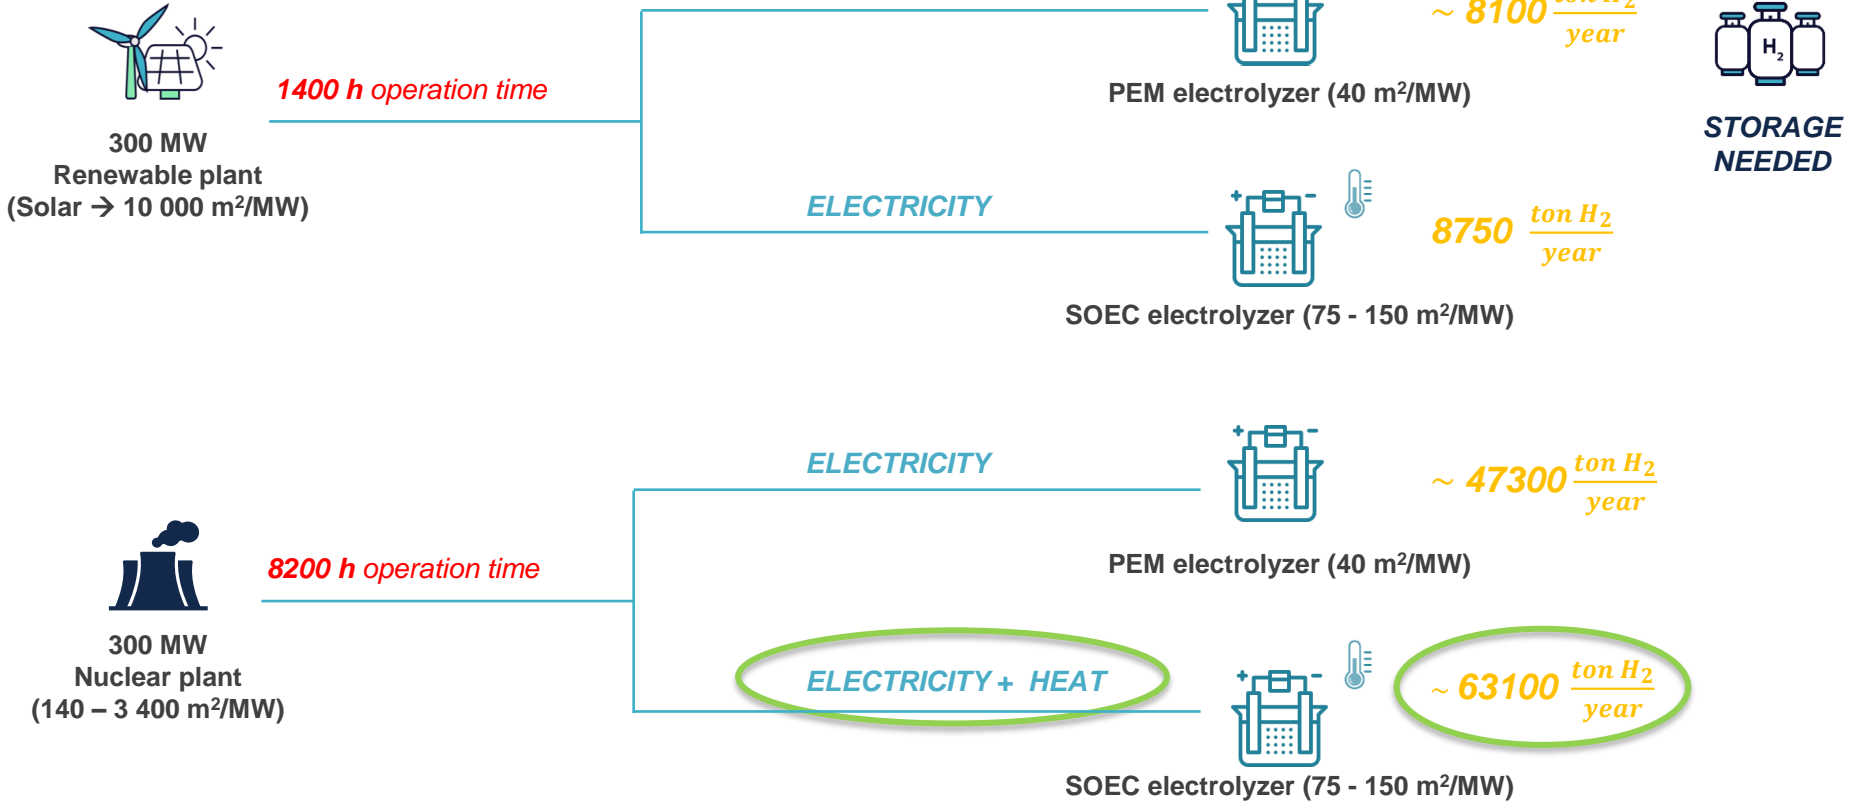 ~ 8100 ton H₂/year
H₂
PEM electrolyzer (40 m²/MW)
1400 h operation time
STORAGE
NEEDED
300 MW
Renewable plant
(Solar → 10 000 m²/MW)
ELECTRICITY
+ −
8750 ton H₂/year
SOEC electrolyzer (75 - 150 m²/MW)
ELECTRICITY
+ −
~ 47300 ton H₂/year
PEM electrolyzer (40 m²/MW)
8200 h operation time
300 MW
Nuclear plant
(140 – 3 400 m²/MW)
ELECTRICITY + HEAT
+ −
~ 63100 ton H₂/year
SOEC electrolyzer (75 - 150 m²/MW)